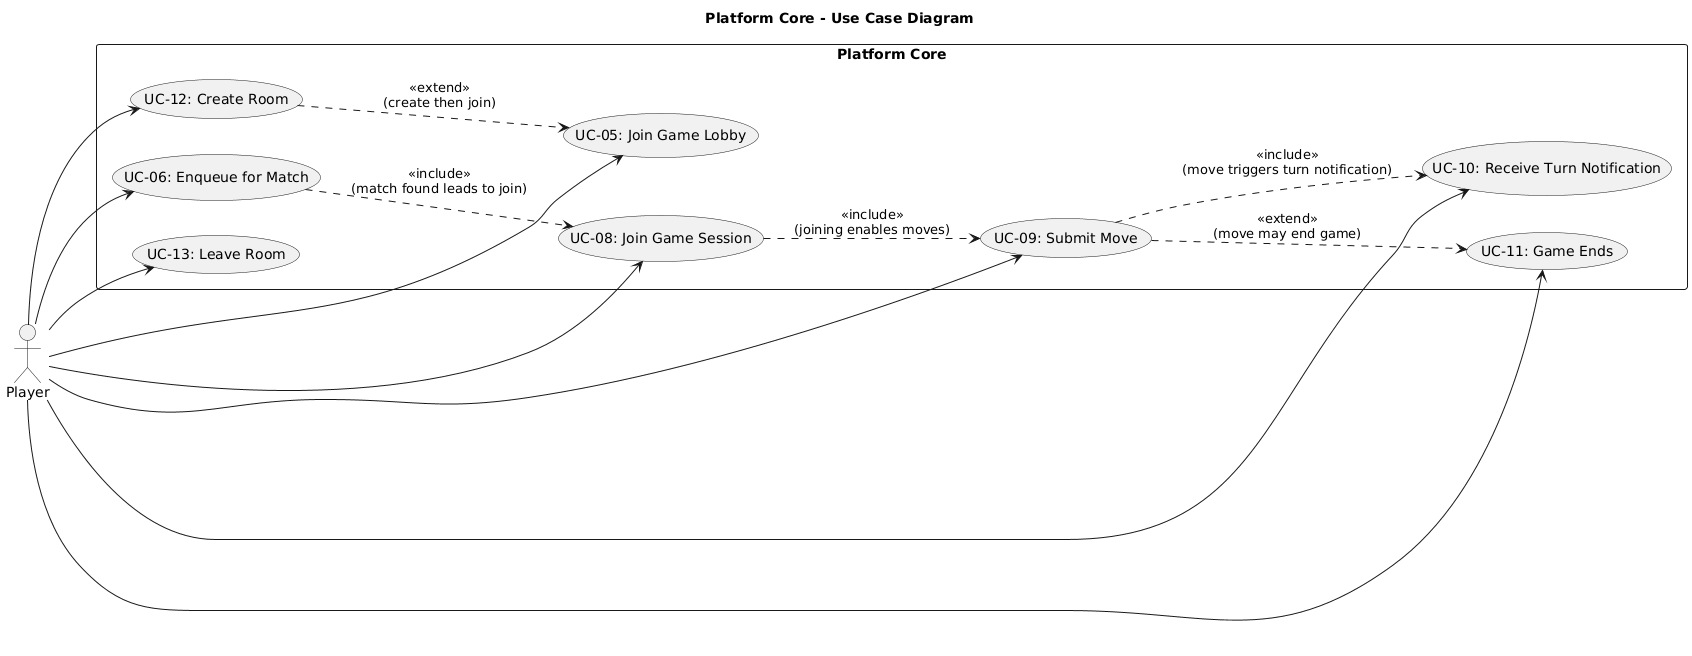 Platform Core - Use Case Diagram
Platform Core
UC-12: Create Room
«extend»
(create then join)
UC-05: Join Game Lobby
UC-06: Enqueue for Match
«include»
(match found leads to join)
«include»
(move triggers turn notification)
UC-10: Receive Turn Notification
UC-13: Leave Room
UC-08: Join Game Session
«include»
(joining enables moves)
UC-09: Submit Move
«extend»
(move may end game)
UC-11: Game Ends
Player